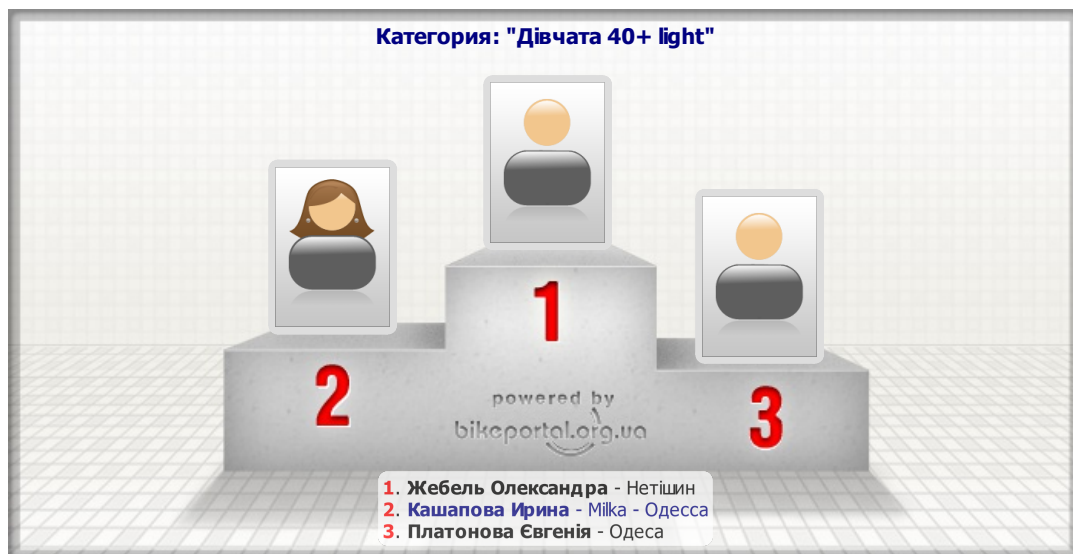 Категория: "Дівчата 40+ light"
1
2
3
powered by
bikeportal.org.ua
1. Жебель Олександра - Нетішин
2. Кашапова Ирина - Milka - Одесса
3. Платонова Євгенія - Одеса